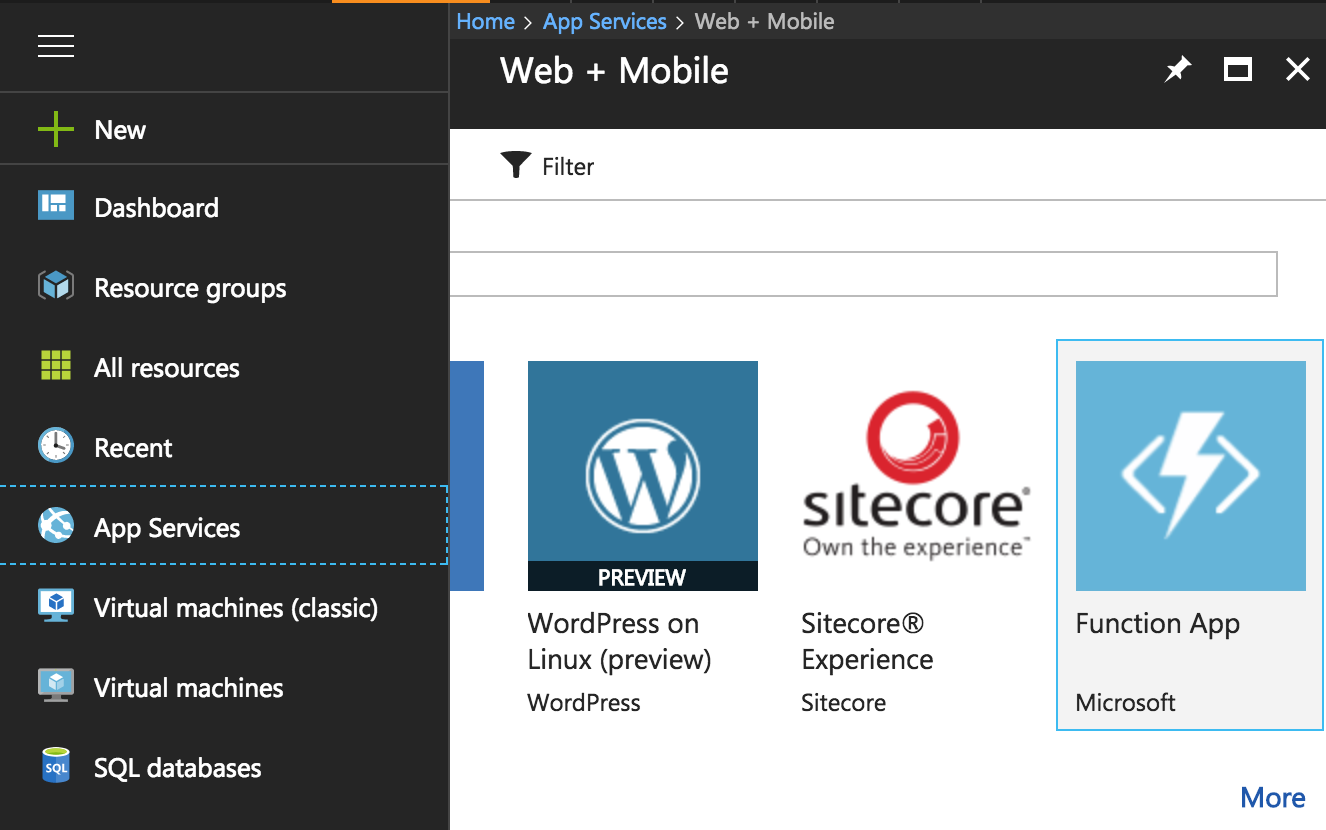 Home > App Services > Web + Mobile
Web + Mobile
New
Filter
Dashboard
Resource groups
All resources
Recent
App Services
Virtual machines (classic)
Virtual machines
SQL
SQL databases
W
PREVIEW
WordPress on
Linux (preview)
WordPress
sitecore®
Own the experience™
Sitecore®
Experience
Sitecore
Function App
Microsoft
More